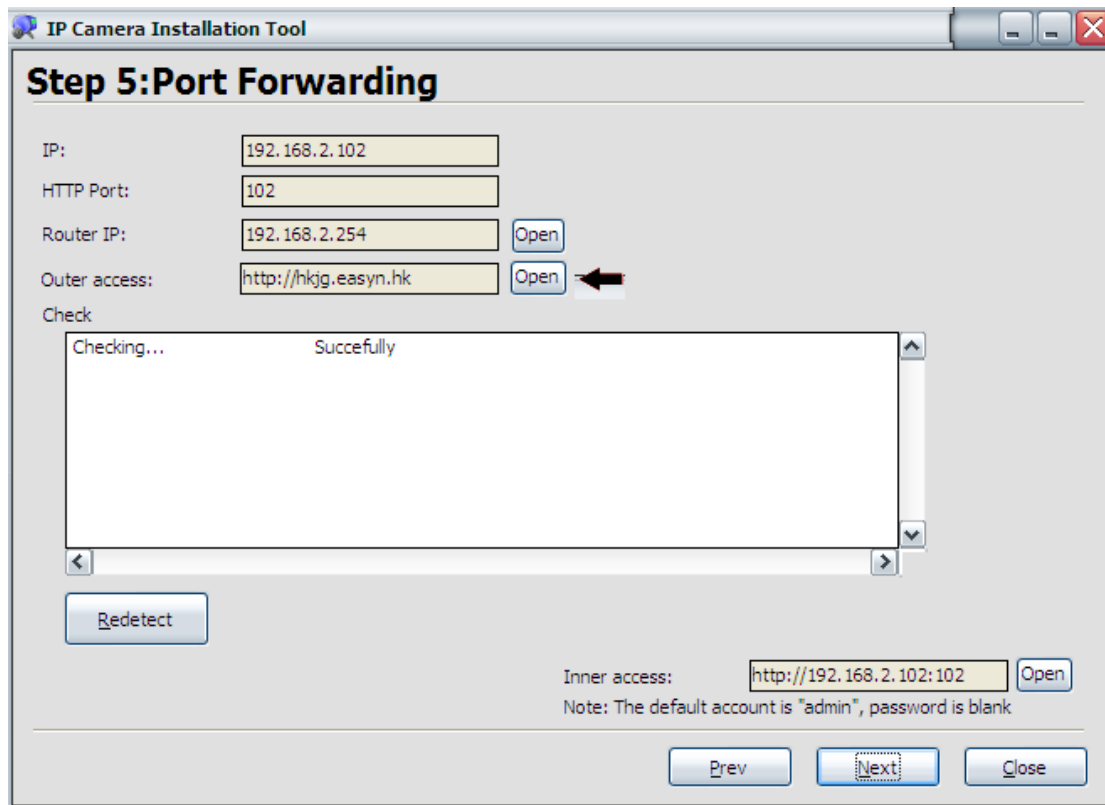 IP Camera Installation Tool
Step 5:Port Forwarding
IP: 192.168.2.102
HTTP Port: 102
Router IP: 192.168.2.254 Open
Outer access: http://hkjg.easyn.hk Open
Check
Checking... Succefully
Redetect
Inner access: http://192.168.2.102:102 Open
Note: The default account is "admin", password is blank
Prev Next Close